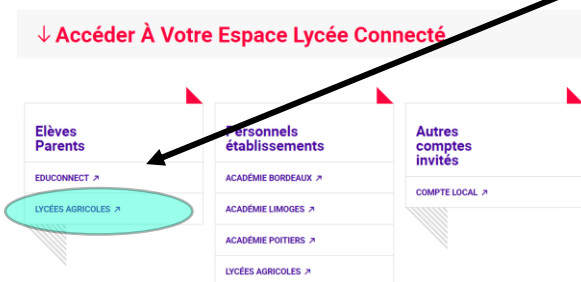 ↓ Accéder À Votre Espace Lycée Connecté
Elèves
Parents
EDUCONNECT ↗
LYCÉES AGRICOLES ↗
Personnels
établissements
ACADÉMIE BORDEAUX ↗
ACADÉMIE LIMOGES ↗
ACADÉMIE POITIERS ↗
LYCÉES AGRICOLES ↗
Autres
comptes
invités
COMPTE LOCAL ↗